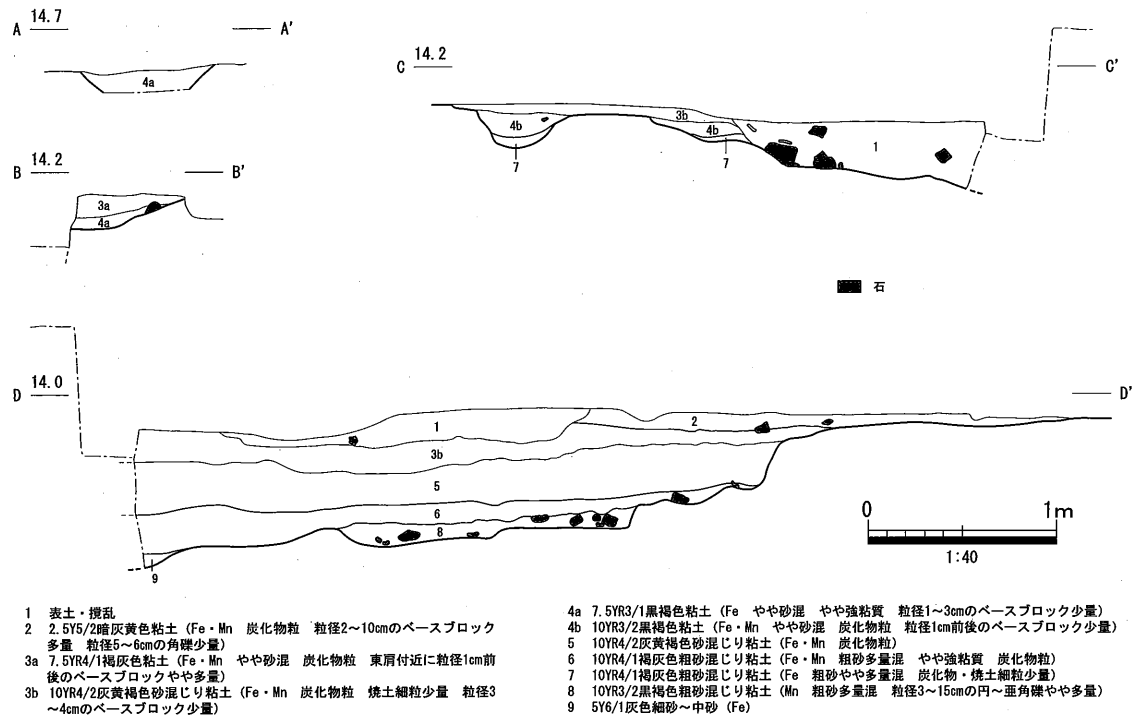 A 14.7 A'
4a
C 14.2 C'
3b
4b
4b
1
7
7
B 14.2 B'
3a
4a
石
D 14.0 D'
1
2
3b
5
6
8
9
0 1m
1:40
1 表土・撹乱
2 2.5Y5/2暗灰黄色粘土（Fe・Mn 炭化物粒 粒径2～10cmのベースブロック
多量 粒径5～6cmの角礫少量）
3a 7.5YR4/1褐灰色粘土（Fe・Mn やや砂混 炭化物粒 東肩付近に粒径1cm前
後のベースブロックやや多量）
3b 10YR4/2灰黄褐色砂混じり粘土（Fe・Mn 炭化物粒 焼土細粒少量 粒径3
～4cmのベースブロック少量）
4a 7.5YR3/1黒褐色粘土（Fe やや砂混 やや強粘質 粒径1～3cmのベースブロック少量）
4b 10YR3/2黒褐色粘土（Fe・Mn やや砂混 炭化物粒 粒径1cm前後のベースブロック少量）
5 10YR4/2灰黄褐色砂混じり粘土（Fe・Mn 炭化物粒）
6 10YR4/1褐灰色粗砂混じり粘土（Fe・Mn 粗砂多量混 やや強粘質 炭化物粒）
7 10YR4/1褐灰色粗砂混じり粘土（Fe 粗砂やや多量混 炭化物・焼土細粒少量）
8 10YR3/2黒褐色粗砂混じり粘土（Mn 粗砂多量混 粒径3～15cmの円～亜角礫やや多量）
9 5Y6/1灰色細砂～中砂（Fe）